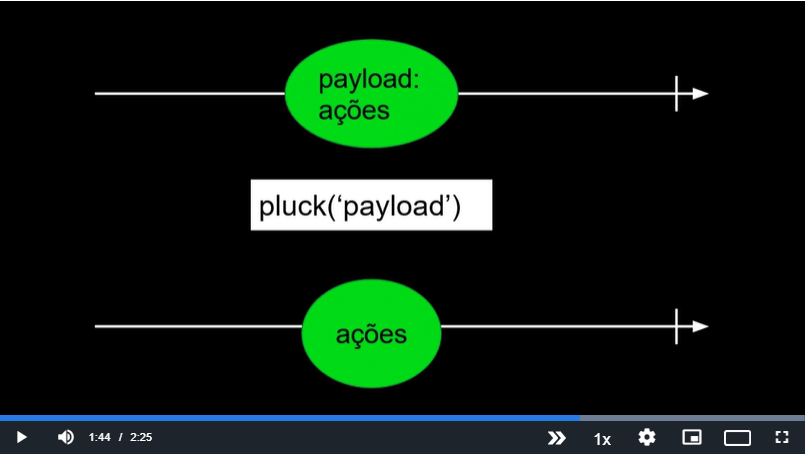 payload:
ações
pluck(‘payload’)
ações
1:44 / 2:25
1x